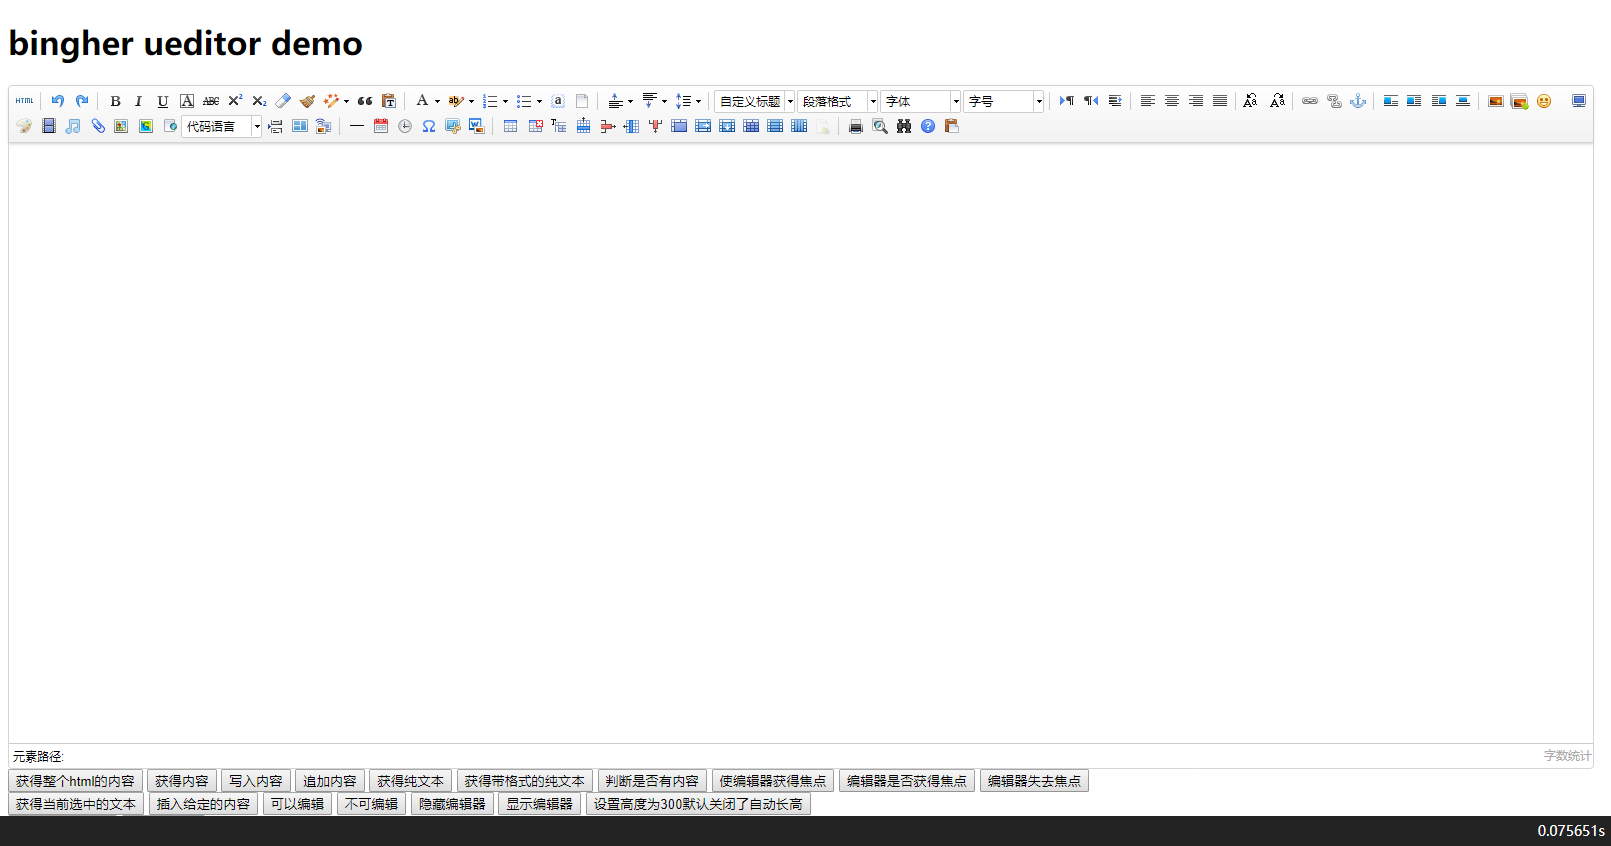 bingher ueditor demo
HTML B I U A ABC X² X₂ A ab a 自定义标题 段落格式 字体 字号
代码语言
元素路径: 字数统计
获得整个html的内容 获得内容 写入内容 追加内容 获得纯文本 获得带格式的纯文本 判断是否有内容 使编辑器获得焦点 编辑器是否获得焦点 编辑器失去焦点
获得当前选中的文本 插入给定的内容 可以编辑 不可编辑 隐藏编辑器 显示编辑器 设置高度为300默认关闭了自动长高
0.075651s